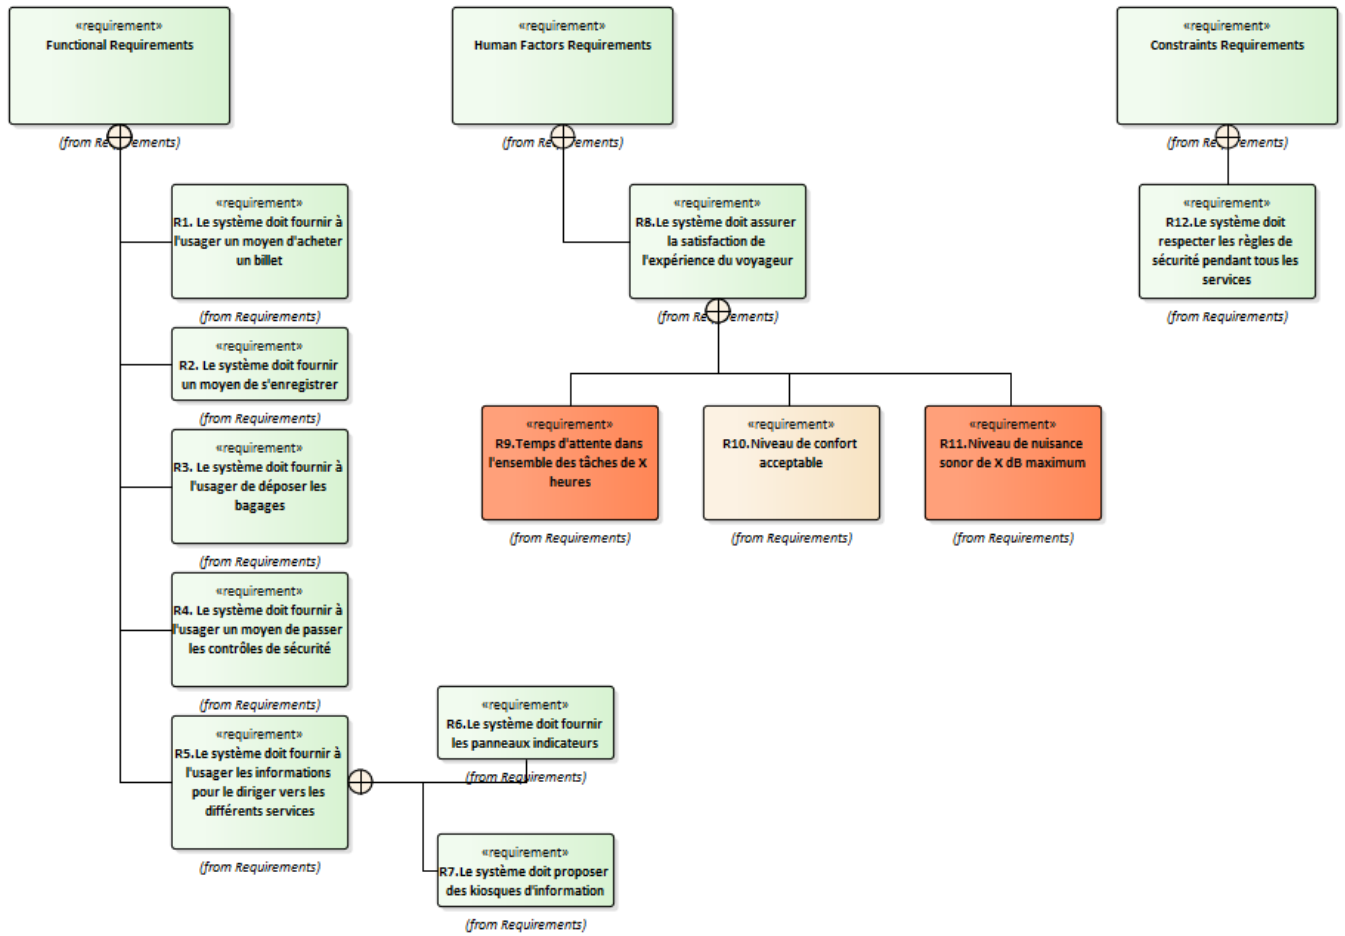 «requirement»
Functional Requirements
(from Requirements)
«requirement»
R1. Le système doit fournir à
l'usager un moyen d'acheter
un billet
(from Requirements)
«requirement»
R2. Le système doit fournir
un moyen de s'enregistrer
(from Requirements)
«requirement»
R3. Le système doit fournir à
l'usager de déposer les
bagages
(from Requirements)
«requirement»
R4. Le système doit fournir à
l'usager un moyen de passer
les contrôles de sécurité
(from Requirements)
«requirement»
R5.Le système doit fournir à
l'usager les informations
pour le diriger vers les
différents services
(from Requirements)
«requirement»
R6.Le système doit fournir
les panneaux indicateurs
(from Requirements)
«requirement»
R7.Le système doit proposer
des kiosques d'information
(from Requirements)
«requirement»
Human Factors Requirements
(from Requirements)
«requirement»
R8.Le système doit assurer
la satisfaction de
l'expérience du voyageur
(from Requirements)
«requirement»
R9.Temps d'attente dans
l'ensemble des tâches de X
heures
(from Requirements)
«requirement»
R10.Niveau de confort
acceptable
(from Requirements)
«requirement»
R11.Niveau de nuisance
sonor de X dB maximum
(from Requirements)
«requirement»
Constraints Requirements
(from Requirements)
«requirement»
R12.Le système doit
respecter les règles de
sécurité pendant tous les
services
(from Requirements)